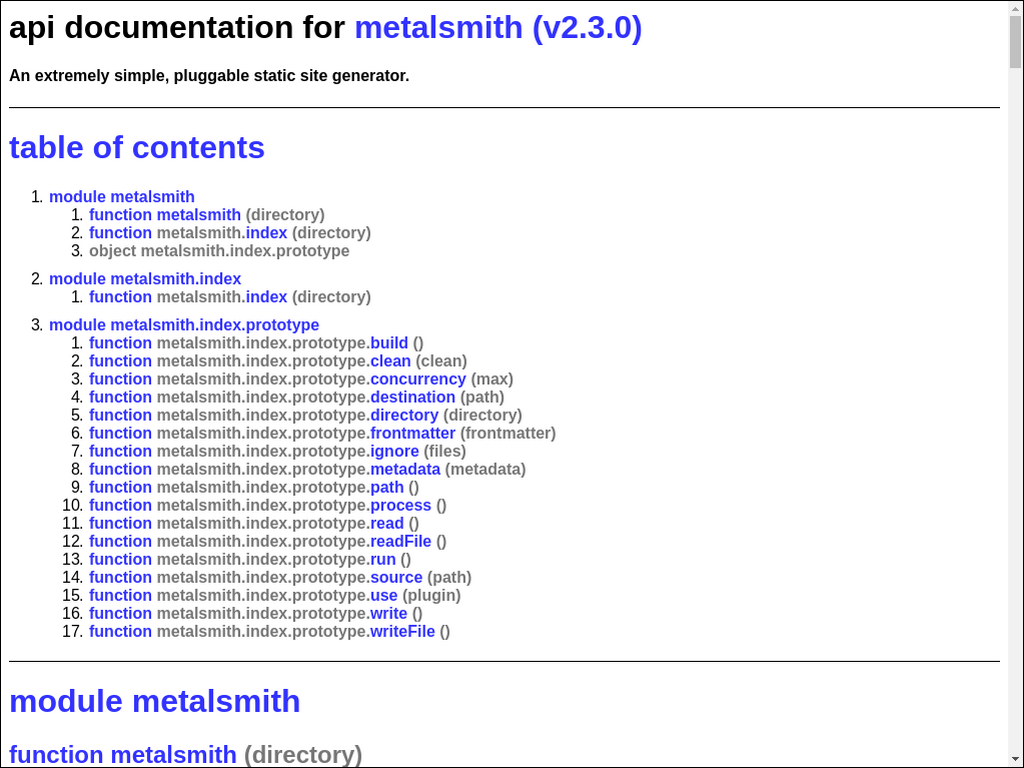 api documentation for metalsmith (v2.3.0)
An extremely simple, pluggable static site generator.
table of contents
1. module metalsmith
1. function metalsmith (directory)
2. function metalsmith.index (directory)
3. object metalsmith.index.prototype
2. module metalsmith.index
1. function metalsmith.index (directory)
3. module metalsmith.index.prototype
1. function metalsmith.index.prototype.build ()
2. function metalsmith.index.prototype.clean (clean)
3. function metalsmith.index.prototype.concurrency (max)
4. function metalsmith.index.prototype.destination (path)
5. function metalsmith.index.prototype.directory (directory)
6. function metalsmith.index.prototype.frontmatter (frontmatter)
7. function metalsmith.index.prototype.ignore (files)
8. function metalsmith.index.prototype.metadata (metadata)
9. function metalsmith.index.prototype.path ()
10. function metalsmith.index.prototype.process ()
11. function metalsmith.index.prototype.read ()
12. function metalsmith.index.prototype.readFile ()
13. function metalsmith.index.prototype.run ()
14. function metalsmith.index.prototype.source (path)
15. function metalsmith.index.prototype.use (plugin)
16. function metalsmith.index.prototype.write ()
17. function metalsmith.index.prototype.writeFile ()
module metalsmith
function metalsmith (directory)